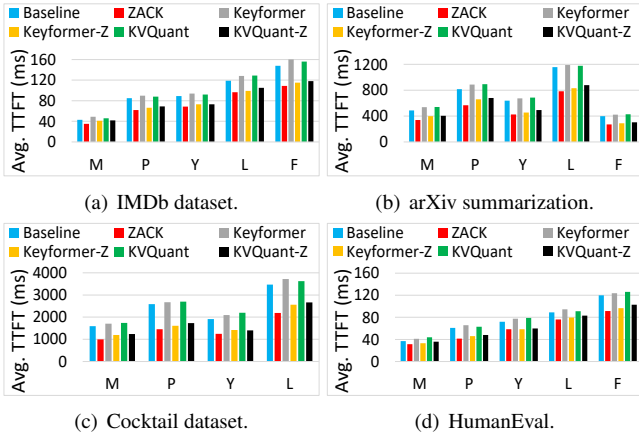 Baseline ZACK Keyformer
Keyformer-Z KVQuant KVQuant-Z
Avg. TTFT (ms)
160
120
80
40
0
M P Y L F
(a) IMDb dataset.
Baseline ZACK Keyformer
Keyformer-Z KVQuant KVQuant-Z
Avg. TTFT (ms)
1200
800
400
0
M P Y L F
(b) arXiv summarization.
Baseline ZACK Keyformer
Keyformer-Z KVQuant KVQuant-Z
Avg. TTFT (ms)
4000
3000
2000
1000
0
M P Y L
(c) Cocktail dataset.
Baseline ZACK Keyformer
Keyformer-Z KVQuant KVQuant-Z
Avg. TTFT (ms)
160
120
80
40
0
M P Y L F
(d) HumanEval.